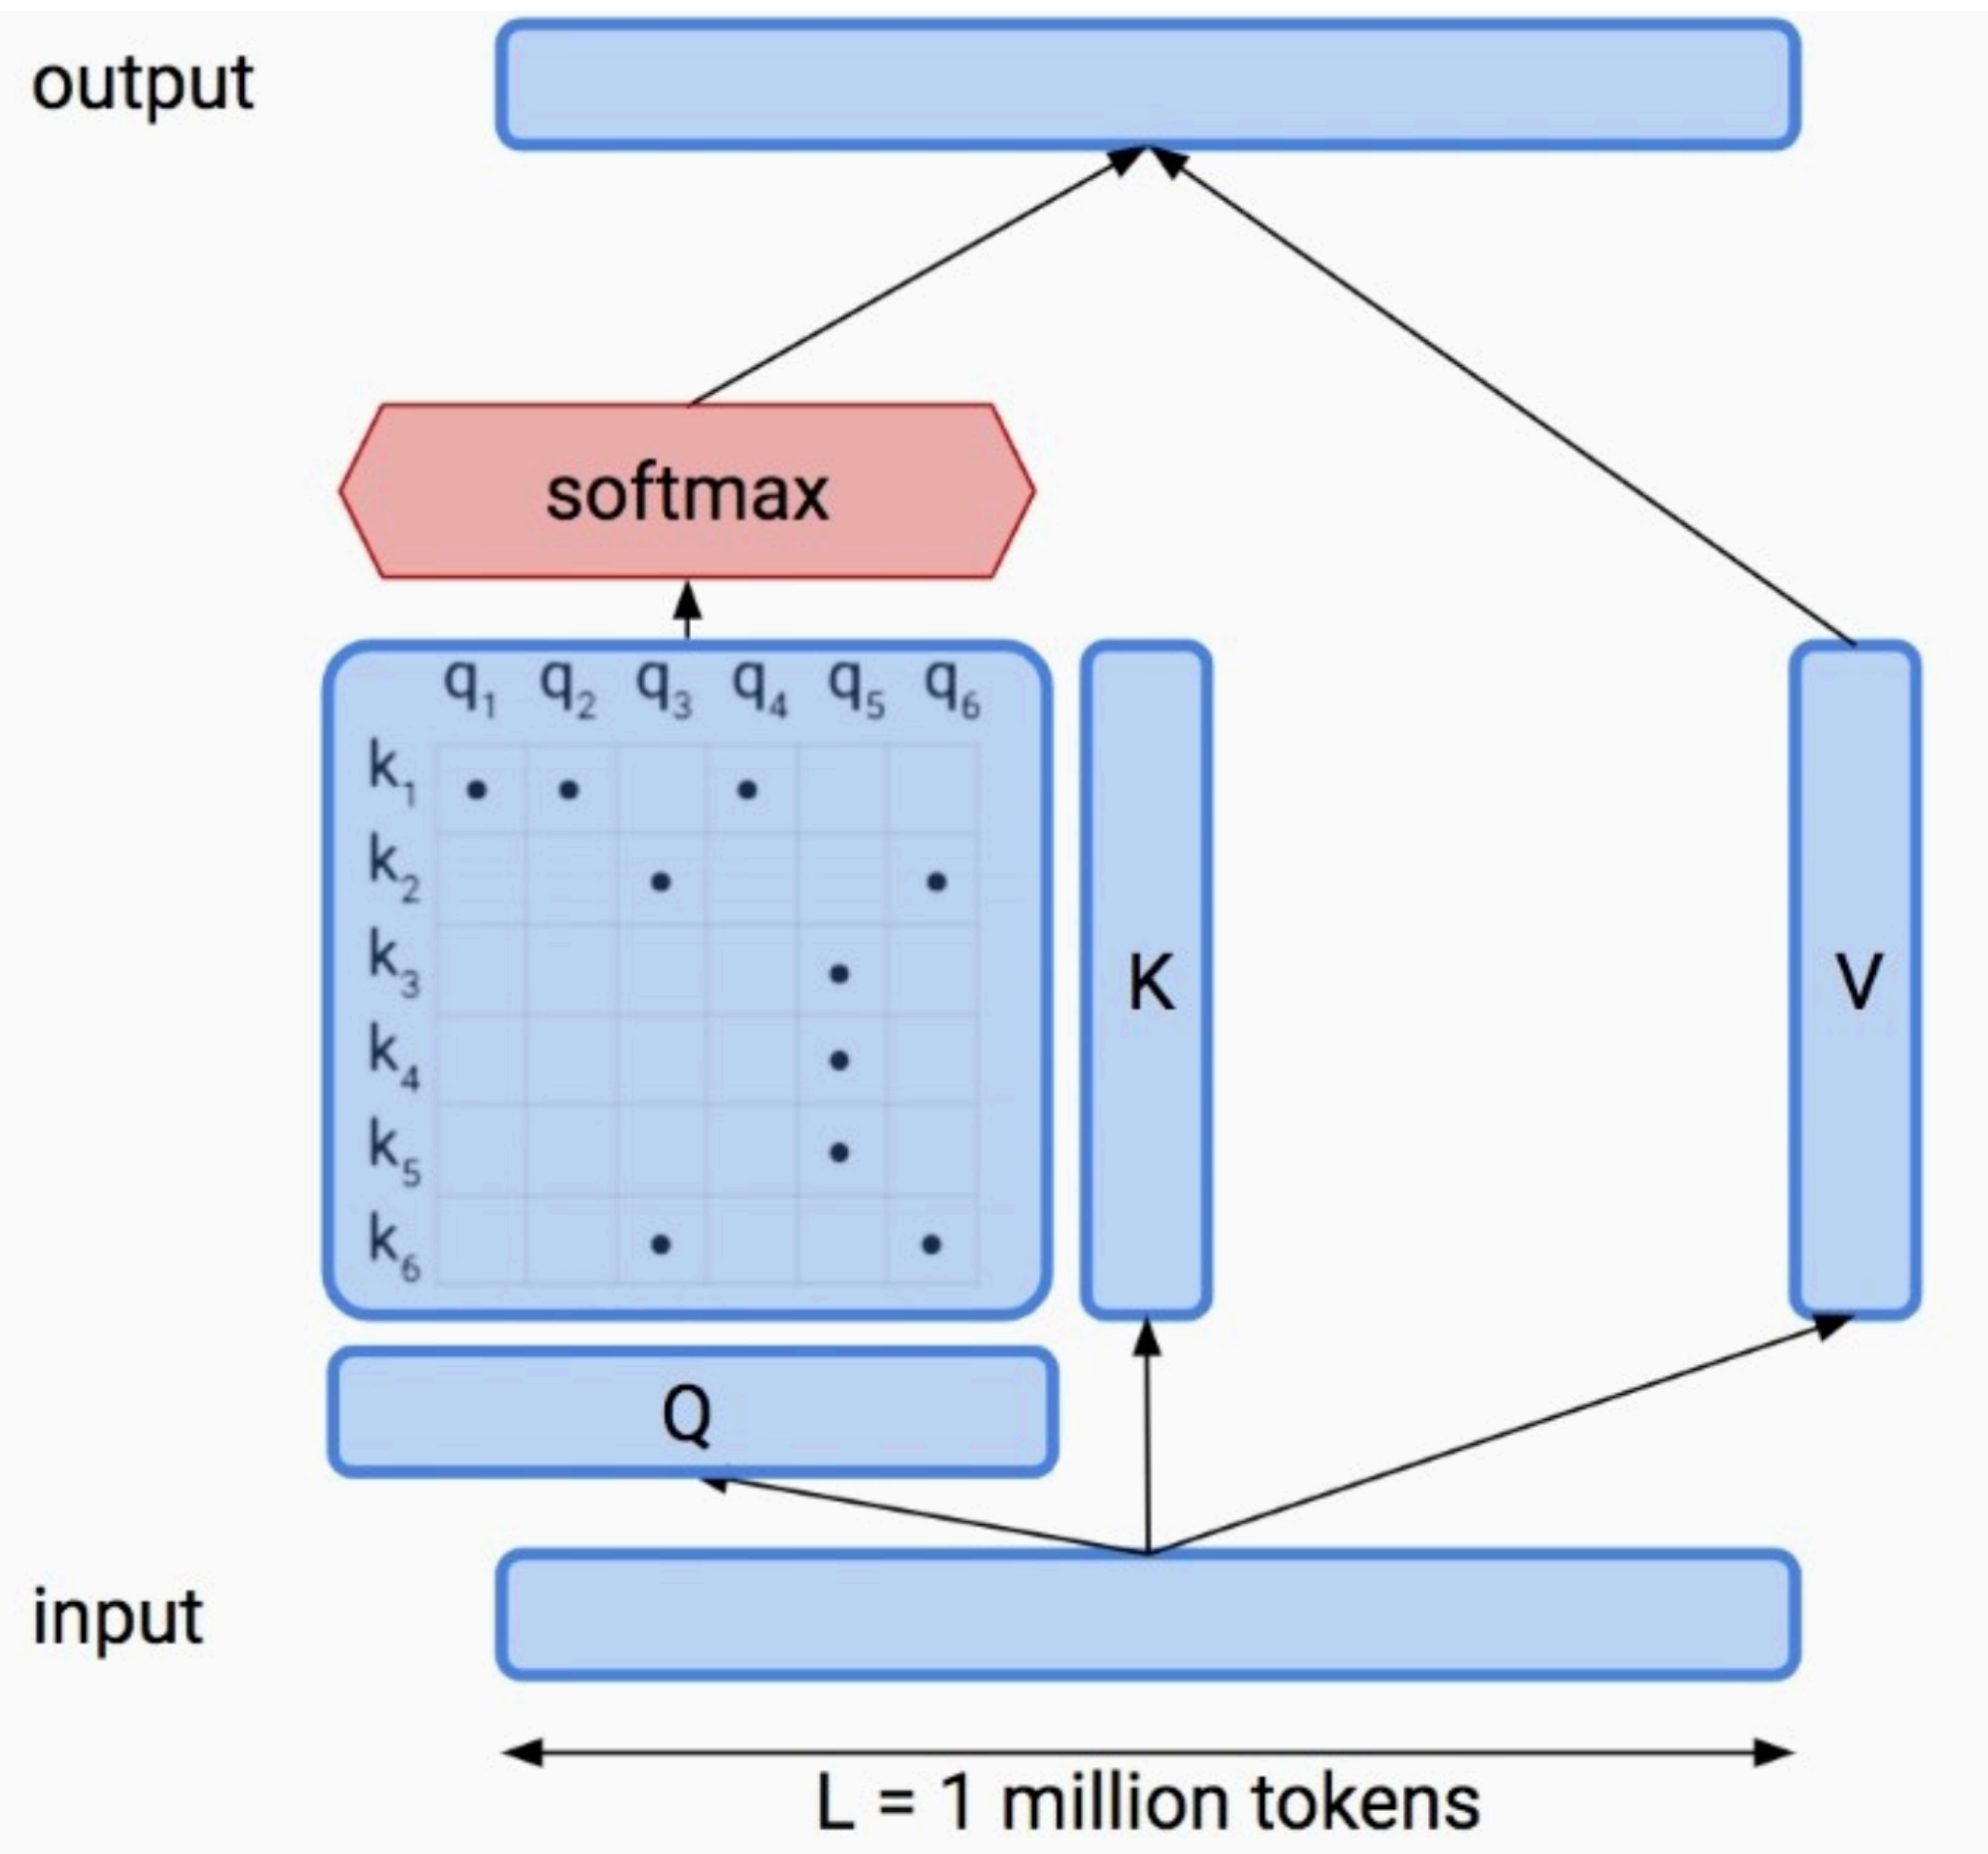 output
softmax
q1 q2 q3 q4 q5 q6
k1
k2
k3
k4
k5
k6
K
V
Q
input
L = 1 million tokens